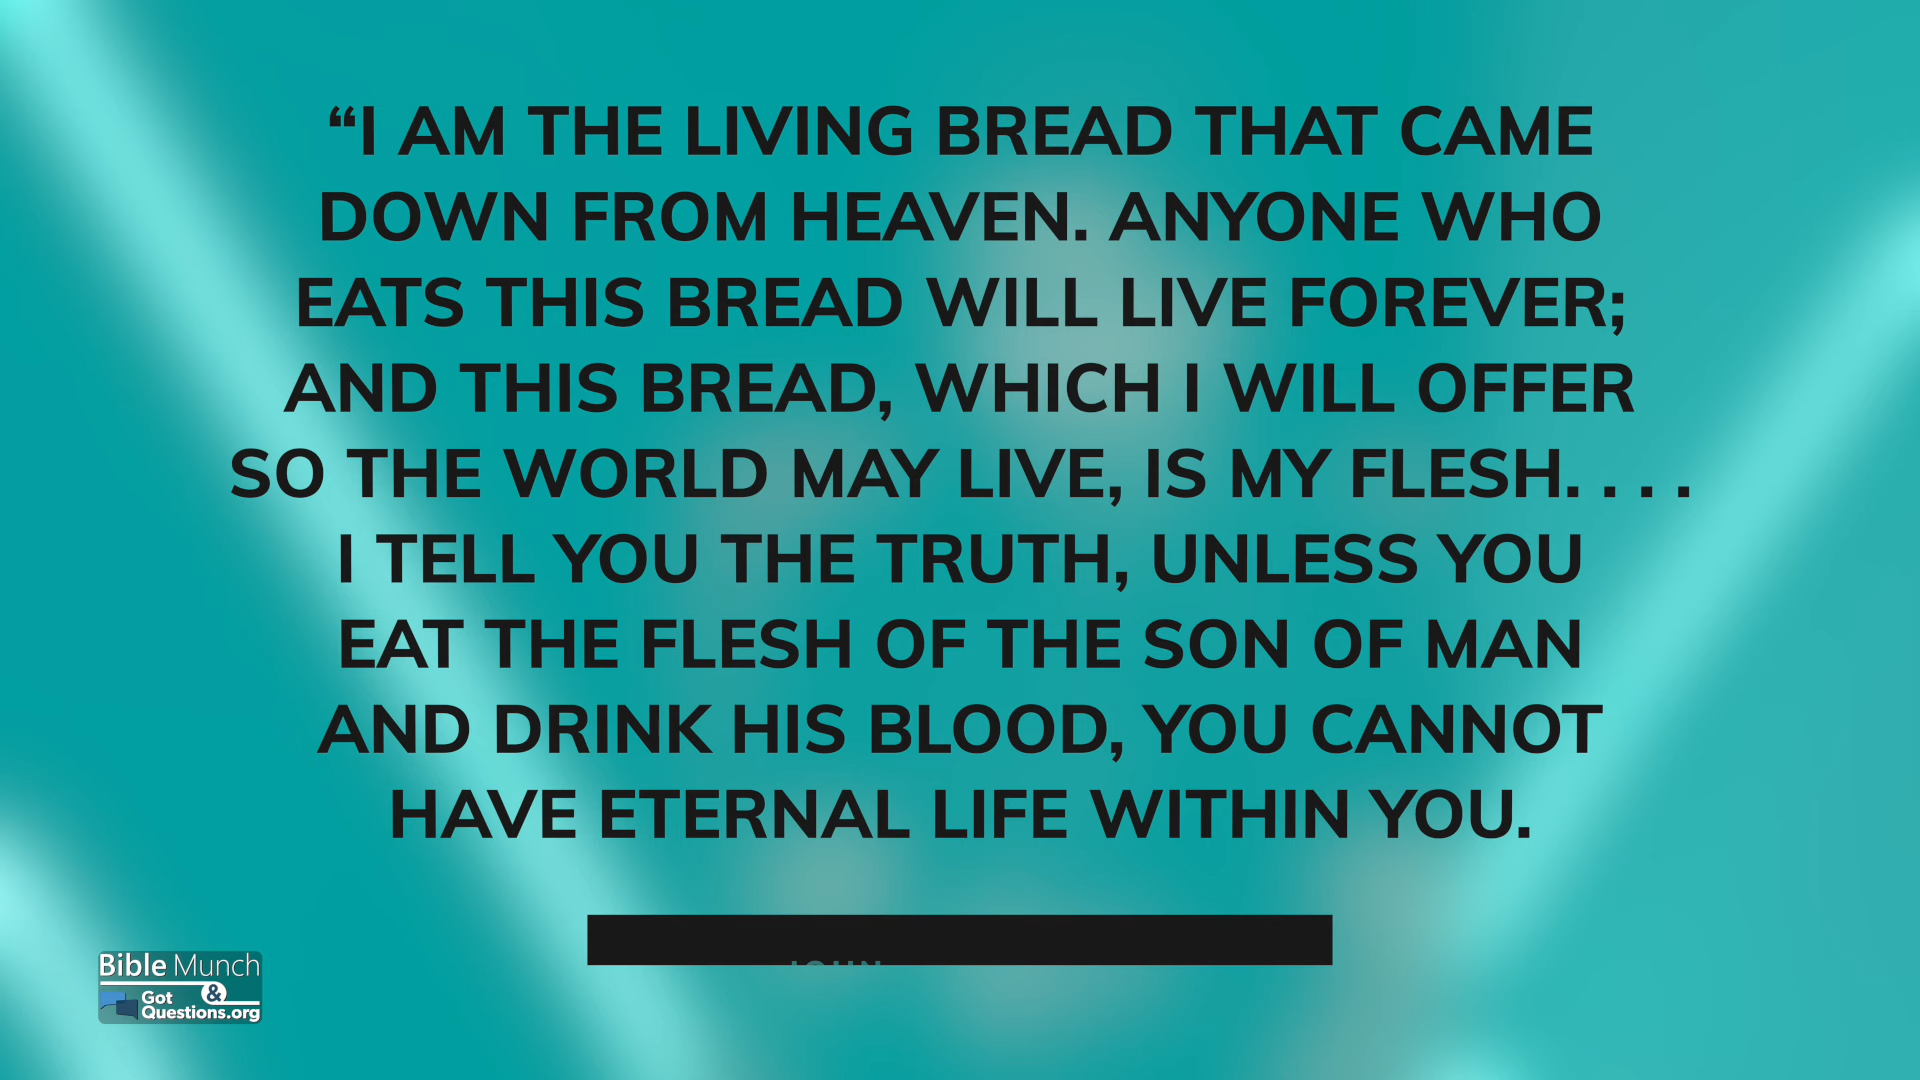 “I AM THE LIVING BREAD THAT CAME
DOWN FROM HEAVEN. ANYONE WHO
EATS THIS BREAD WILL LIVE FOREVER;
AND THIS BREAD, WHICH I WILL OFFER
SO THE WORLD MAY LIVE, IS MY FLESH. . . .
I TELL YOU THE TRUTH, UNLESS YOU
EAT THE FLESH OF THE SON OF MAN
AND DRINK HIS BLOOD, YOU CANNOT
HAVE ETERNAL LIFE WITHIN YOU.
Bible Munch
&
Got
Questions.org